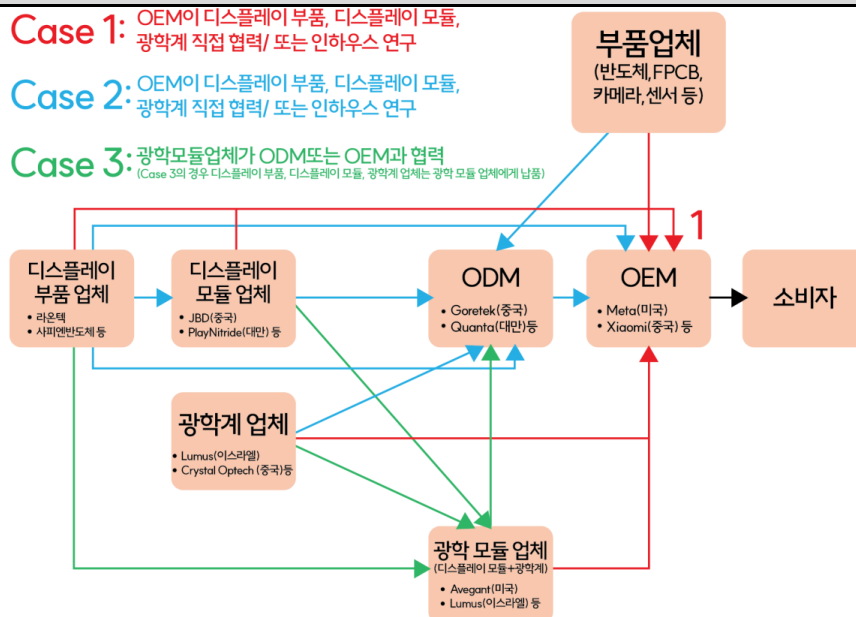 Case 1: OEM이 디스플레이 부품, 디스플레이 모듈,
광학계 직접 협력/ 또는 인하우스 연구
Case 2: OEM이 디스플레이 부품, 디스플레이 모듈,
광학계 직접 협력/ 또는 인하우스 연구
Case 3: 광학모듈업체가 ODM또는 OEM과 협력
(Case 3의 경우 디스플레이 부품, 디스플레이 모듈, 광학계 업체는 광학 모듈 업체에게 납품)
부품업체
(반도체,FPCB,
카메라,센서 등)
1
디스플레이
부품 업체
• 라온텍
• 사피엔반도체 등
디스플레이
모듈 업체
• JBD(중국)
• PlayNitride(대만) 등
ODM
• Goretek(중국)
• Quanta(대만)등
OEM
• Meta(미국)
• Xiaomi(중국) 등
소비자
광학계 업체
• Lumus(이스라엘)
• Crystal Optech (중국)등
광학 모듈 업체
(디스플레이 모듈+광학계)
• Avegant(미국)
• Lumus(이스라엘) 등